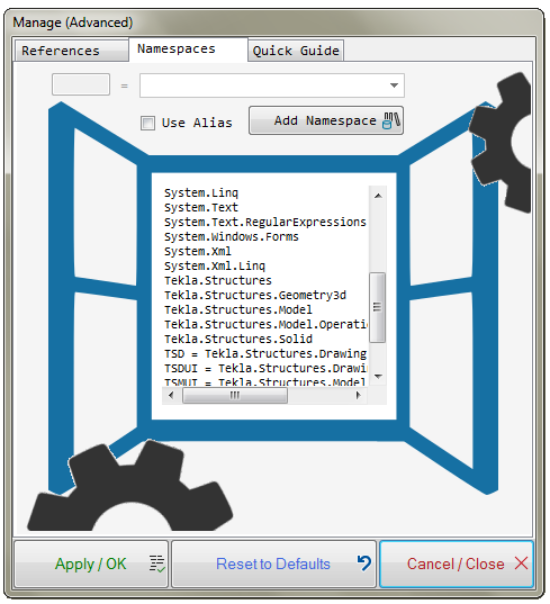 Manage (Advanced)
References Namespaces Quick Guide
=
Use Alias Add Namespace
System.Linq
System.Text
System.Text.RegularExpressions
System.Windows.Forms
System.Xml
System.Xml.Linq
Tekla.Structures
Tekla.Structures.Geometry3d
Tekla.Structures.Model
Tekla.Structures.Model.Operati
Tekla.Structures.Solid
TSD = Tekla.Structures.Drawing
TSDUI = Tekla.Structures.Drawi
TSMUI = Tekla.Structures.Model
Apply / OK Reset to Defaults Cancel / Close